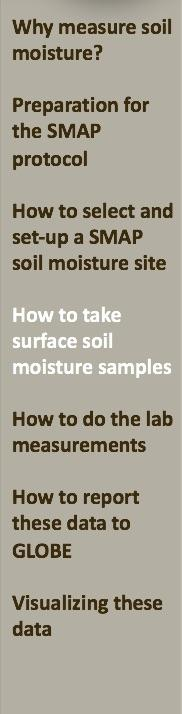 Why measure soil
moisture?
Preparation for
the SMAP
protocol
How to select and
set-up a SMAP
soil moisture site
How to take
surface soil
moisture samples
How to do the lab
measurements
How to report
these data to
GLOBE
Visualizing these
data